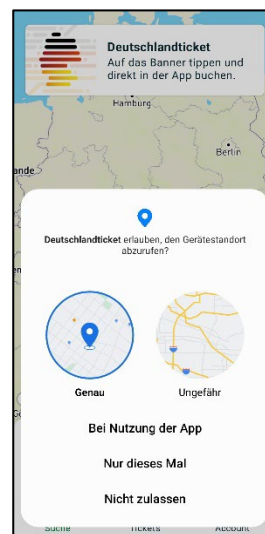 Deutschlandticket
Auf das Banner tippen und
direkt in der App buchen.
Hamburg
Berlin
Deutschlandticket erlauben, den Gerätestandort
abzurufen?
Genau
Ungefähr
Bei Nutzung der App
Nur dieses Mal
Nicht zulassen
Suche
Tickets
Account